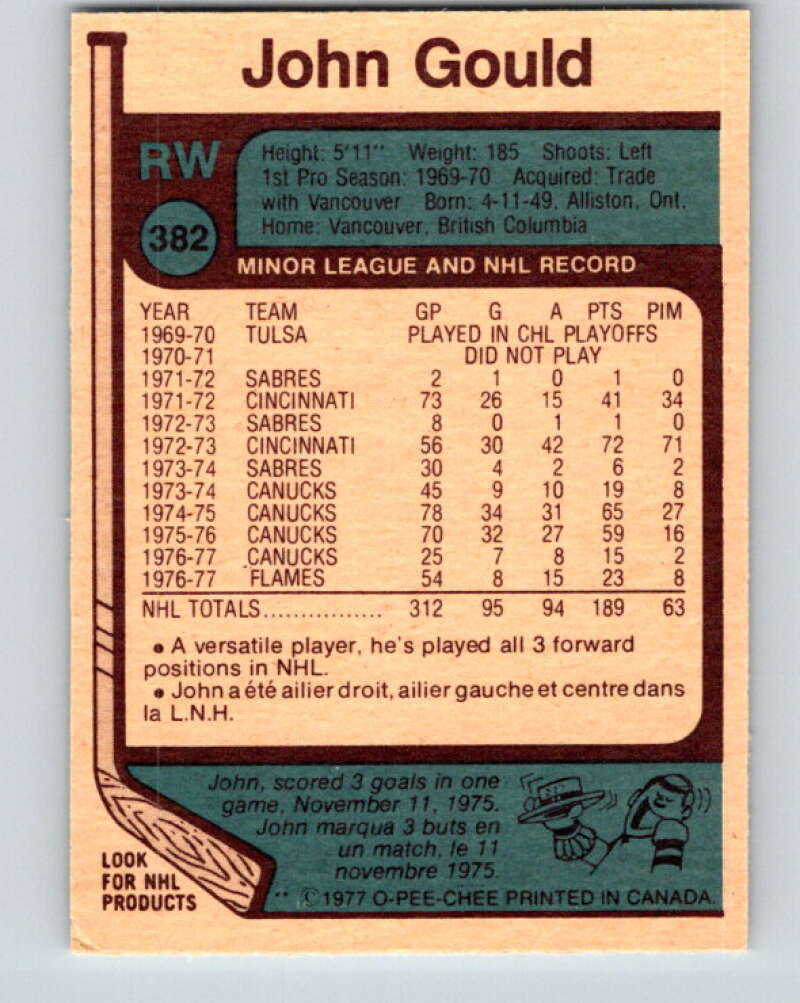 John Gould
RW
Height: 5'11" Weight: 185 Shoots: Left
1st Pro Season: 1969-70 Acquired: Trade
with Vancouver Born: 4-11-49, Alliston, Ont.
Home: Vancouver, British Columbia
382
MINOR LEAGUE AND NHL RECORD
YEAR TEAM GP G A PTS PIM
1969-70 TULSA PLAYED IN CHL PLAYOFFS
1970-71 DID NOT PLAY
1971-72 SABRES 2 1 0 1 0
1971-72 CINCINNATI 73 26 15 41 34
1972-73 SABRES 8 0 1 1 0
1972-73 CINCINNATI 56 30 42 72 71
1973-74 SABRES 30 4 2 6 2
1973-74 CANUCKS 45 9 10 19 8
1974-75 CANUCKS 78 34 31 65 27
1975-76 CANUCKS 70 32 27 59 16
1976-77 CANUCKS 25 7 8 15 2
1976-77 FLAMES 54 8 15 23 8
NHL TOTALS................ 312 95 94 189 63
• A versatile player, he's played all 3 forward
positions in NHL.
• John a été ailier droit, ailier gauche et centre dans
la L.N.H.
John, scored 3 goals in one
game, November 11, 1975.
John marqua 3 buts en
un match, le 11
novembre 1975.
LOOK
FOR NHL
PRODUCTS
** ©1977 O-PEE-CHEE PRINTED IN CANADA.